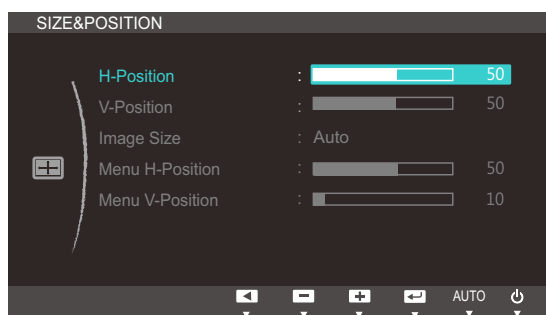 SIZE&POSITION
H-Position : 50
V-Position : 50
Image Size : Auto
Menu H-Position : 50
Menu V-Position : 10
AUTO